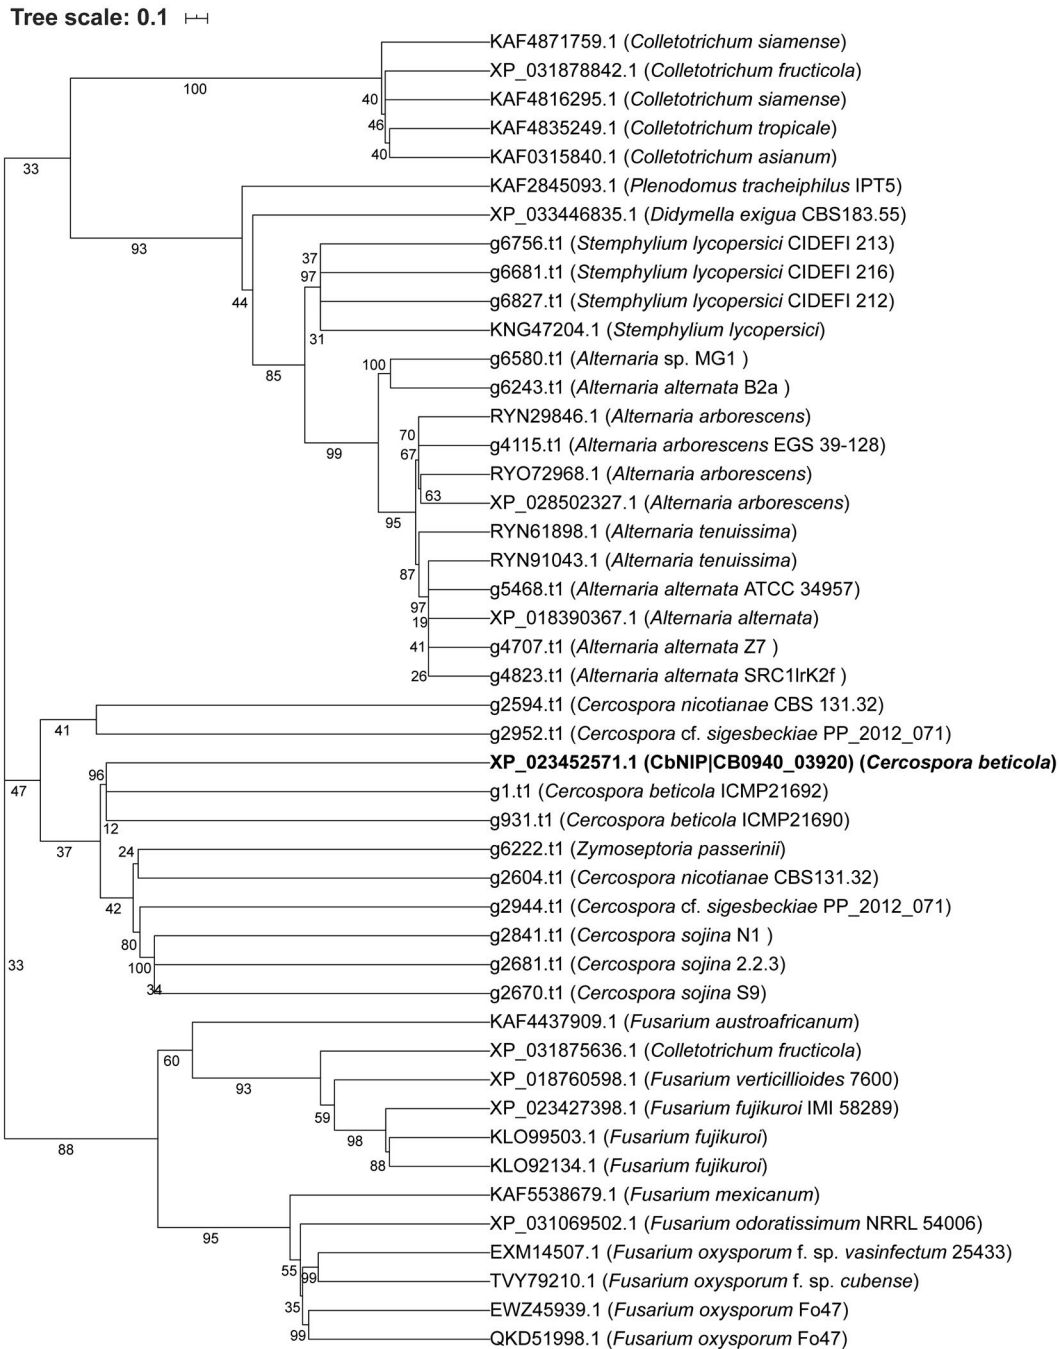 Tree scale: 0.1
KAF4871759.1 (Colletotrichum siamense)
XP_031878842.1 (Colletotrichum fructicola)
100
40
KAF4816295.1 (Colletotrichum siamense)
46
KAF4835249.1 (Colletotrichum tropicale)
40
KAF0315840.1 (Colletotrichum asianum)
33
KAF2845093.1 (Plenodomus tracheiphilus IPT5)
XP_033446835.1 (Didymella exigua CBS183.55)
93
g6756.t1 (Stemphylium lycopersici CIDEFI 213)
37
97
g6681.t1 (Stemphylium lycopersici CIDEFI 216)
44
g6827.t1 (Stemphylium lycopersici CIDEFI 212)
KNG47204.1 (Stemphylium lycopersici)
31
g6580.t1 (Alternaria sp. MG1 )
100
85
g6243.t1 (Alternaria alternata B2a )
RYN29846.1 (Alternaria arborescens)
70
g4115.t1 (Alternaria arborescens EGS 39-128)
99
67
RYO72968.1 (Alternaria arborescens)
63
XP_028502327.1 (Alternaria arborescens)
95
RYN61898.1 (Alternaria tenuissima)
RYN91043.1 (Alternaria tenuissima)
87
g5468.t1 (Alternaria alternata ATCC 34957)
97
XP_018390367.1 (Alternaria alternata)
19
41
g4707.t1 (Alternaria alternata Z7 )
26
g4823.t1 (Alternaria alternata SRC1lrK2f )
g2594.t1 (Cercospora nicotianae CBS 131.32)
41
g2952.t1 (Cercospora cf. sigesbeckiae PP_2012_071)
XP_023452571.1 (CbNIP|CB0940_03920) (Cercospora beticola)
96
47
g1.t1 (Cercospora beticola ICMP21692)
g931.t1 (Cercospora beticola ICMP21690)
12
37
24
g6222.t1 (Zymoseptoria passerinii)
g2604.t1 (Cercospora nicotianae CBS131.32)
42
g2944.t1 (Cercospora cf. sigesbeckiae PP_2012_071)
80
g2841.t1 (Cercospora sojina N1 )
33
100
g2681.t1 (Cercospora sojina 2.2.3)
34
g2670.t1 (Cercospora sojina S9)
KAF4437909.1 (Fusarium austroafricanum)
60
XP_031875636.1 (Colletotrichum fructicola)
93
XP_018760598.1 (Fusarium verticillioides 7600)
59
XP_023427398.1 (Fusarium fujikuroi IMI 58289)
98
KLO99503.1 (Fusarium fujikuroi)
88
88
KLO92134.1 (Fusarium fujikuroi)
KAF5538679.1 (Fusarium mexicanum)
XP_031069502.1 (Fusarium odoratissimum NRRL 54006)
95
EXM14507.1 (Fusarium oxysporum f. sp. vasinfectum 25433)
55
99
TVY79210.1 (Fusarium oxysporum f. sp. cubense)
35
EWZ45939.1 (Fusarium oxysporum Fo47)
99
QKD51998.1 (Fusarium oxysporum Fo47)